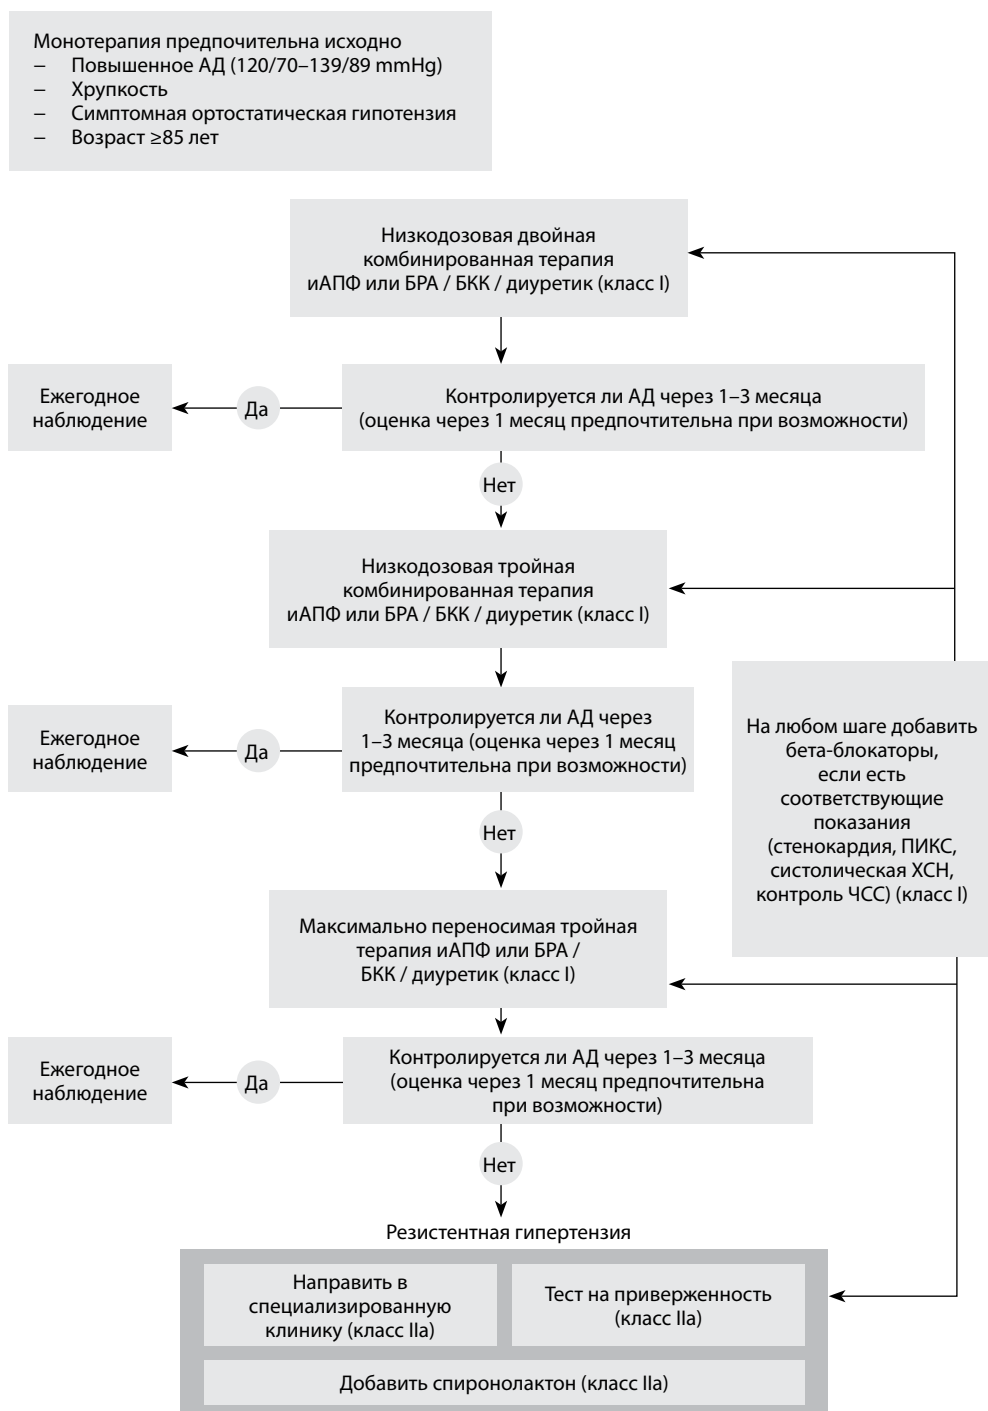 Монотерапия предпочительна исходно
– Повышенное АД (120/70–139/89 mmHg)
– Хрупкость
– Симптомная ортостатическая гипотензия
– Возраст ≥85 лет
Низкодозовая двойная
комбинированная терапия
иАПФ или БРА / БКК / диуретик (класс I)
Ежегодное
наблюдение
Да
Контролируется ли АД через 1–3 месяца
(оценка через 1 месяц предпочтительна при возможности)
Нет
Низкодозовая тройная
комбинированная терапия
иАПФ или БРА / БКК / диуретик (класс I)
Ежегодное
наблюдение
Да
Контролируется ли АД через
1–3 месяца (оценка через 1 месяц
предпочтительна при возможности)
На любом шаге добавить
бета-блокаторы,
если есть
соответствующие
показания
(стенокардия, ПИКС,
систолическая ХСН,
контроль ЧСС) (класс I)
Нет
Максимально переносимая тройная
терапия иАПФ или БРА /
БКК / диуретик (класс I)
Ежегодное
наблюдение
Да
Контролируется ли АД через 1–3 месяца
(оценка через 1 месяц предпочтительна
при возможности)
Нет
Резистентная гипертензия
Направить в
специализированную
клинику (класс IIa)
Тест на приверженность
(класс IIa)
Добавить спиронолактон (класс IIa)